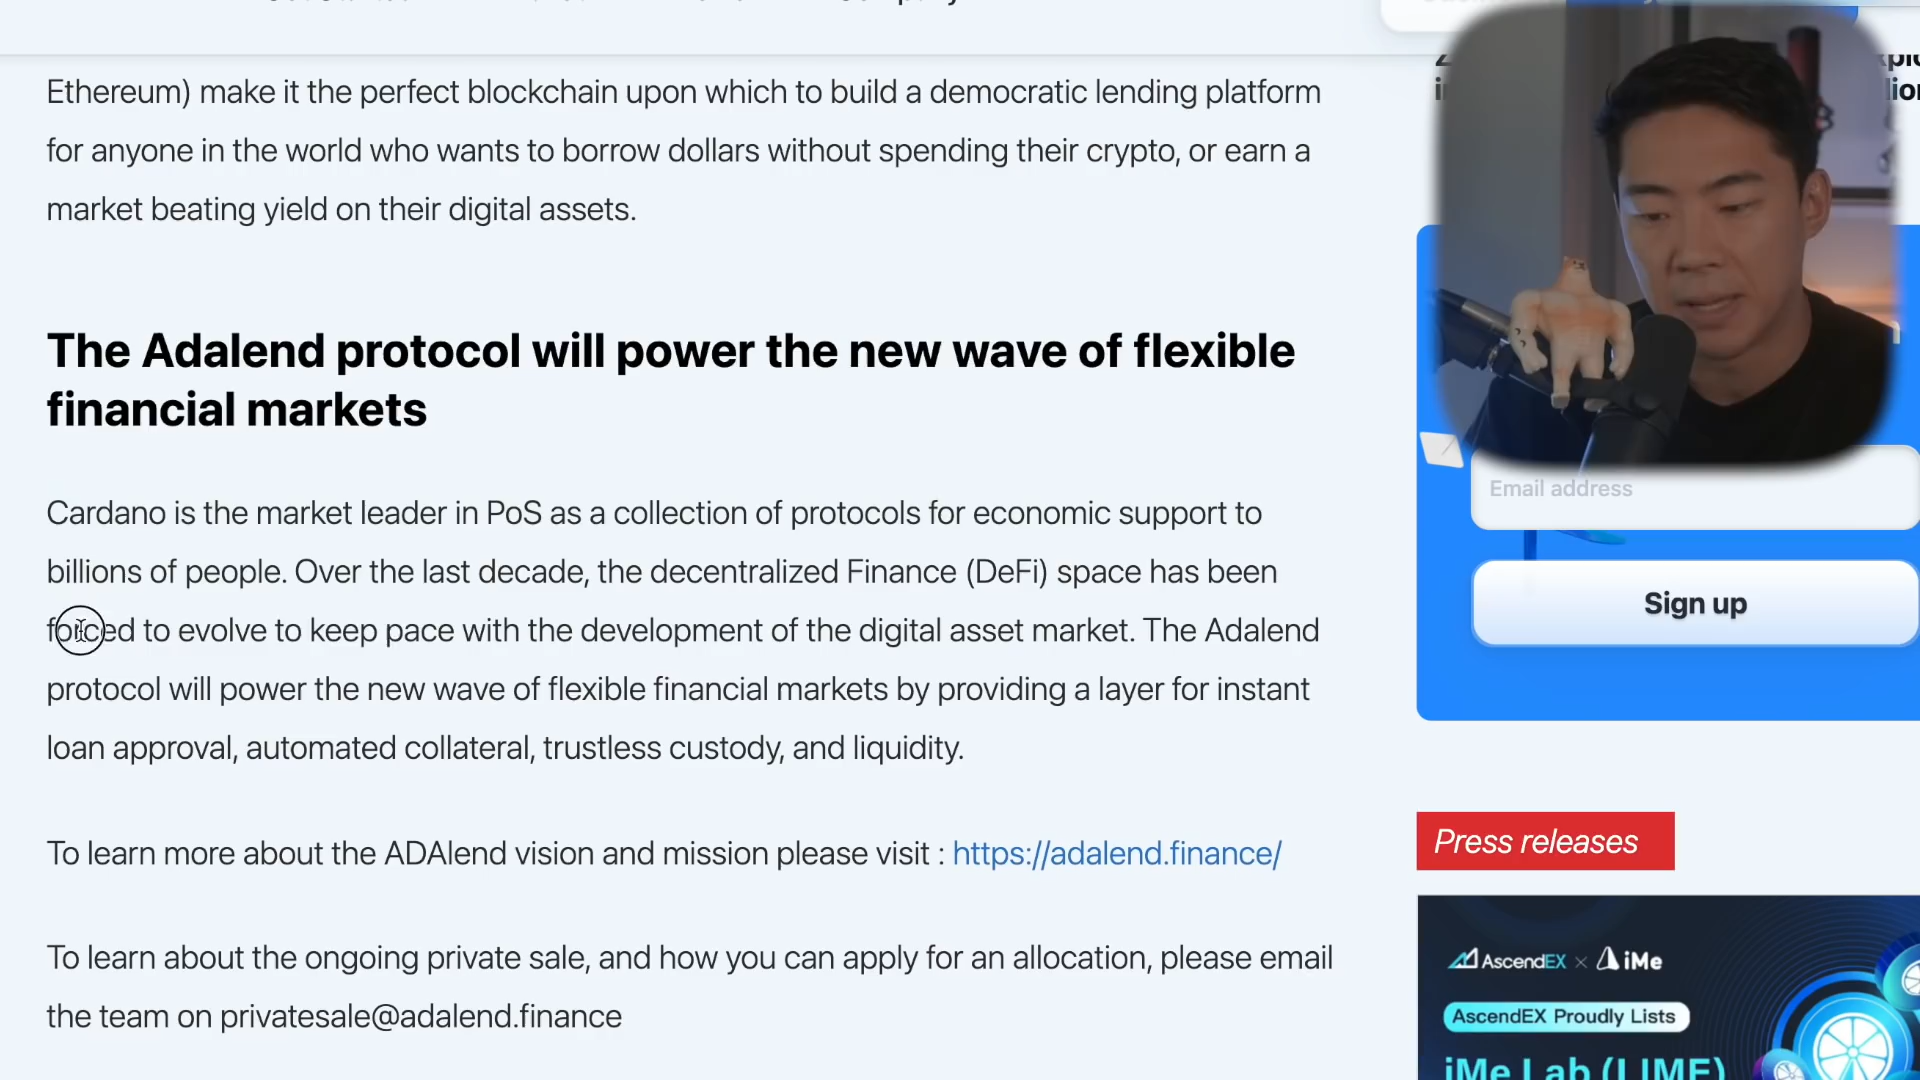 Ethereum) make it the perfect blockchain upon which to build a democratic lending platform
for anyone in the world who wants to borrow dollars without spending their crypto, or earn a
market beating yield on their digital assets.
The Adalend protocol will power the new wave of flexible
financial markets
Cardano is the market leader in PoS as a collection of protocols for economic support to
billions of people. Over the last decade, the decentralized Finance (DeFi) space has been
forced to evolve to keep pace with the development of the digital asset market. The Adalend
protocol will power the new wave of flexible financial markets by providing a layer for instant
loan approval, automated collateral, trustless custody, and liquidity.
To learn more about the ADAlend vision and mission please visit : https://adalend.finance/
To learn about the ongoing private sale, and how you can apply for an allocation, please email
the team on privatesale@adalend.finance
Email address
Sign up
Press releases
AscendEX × iMe
AscendEX Proudly Lists
iMe Lab (LIME)